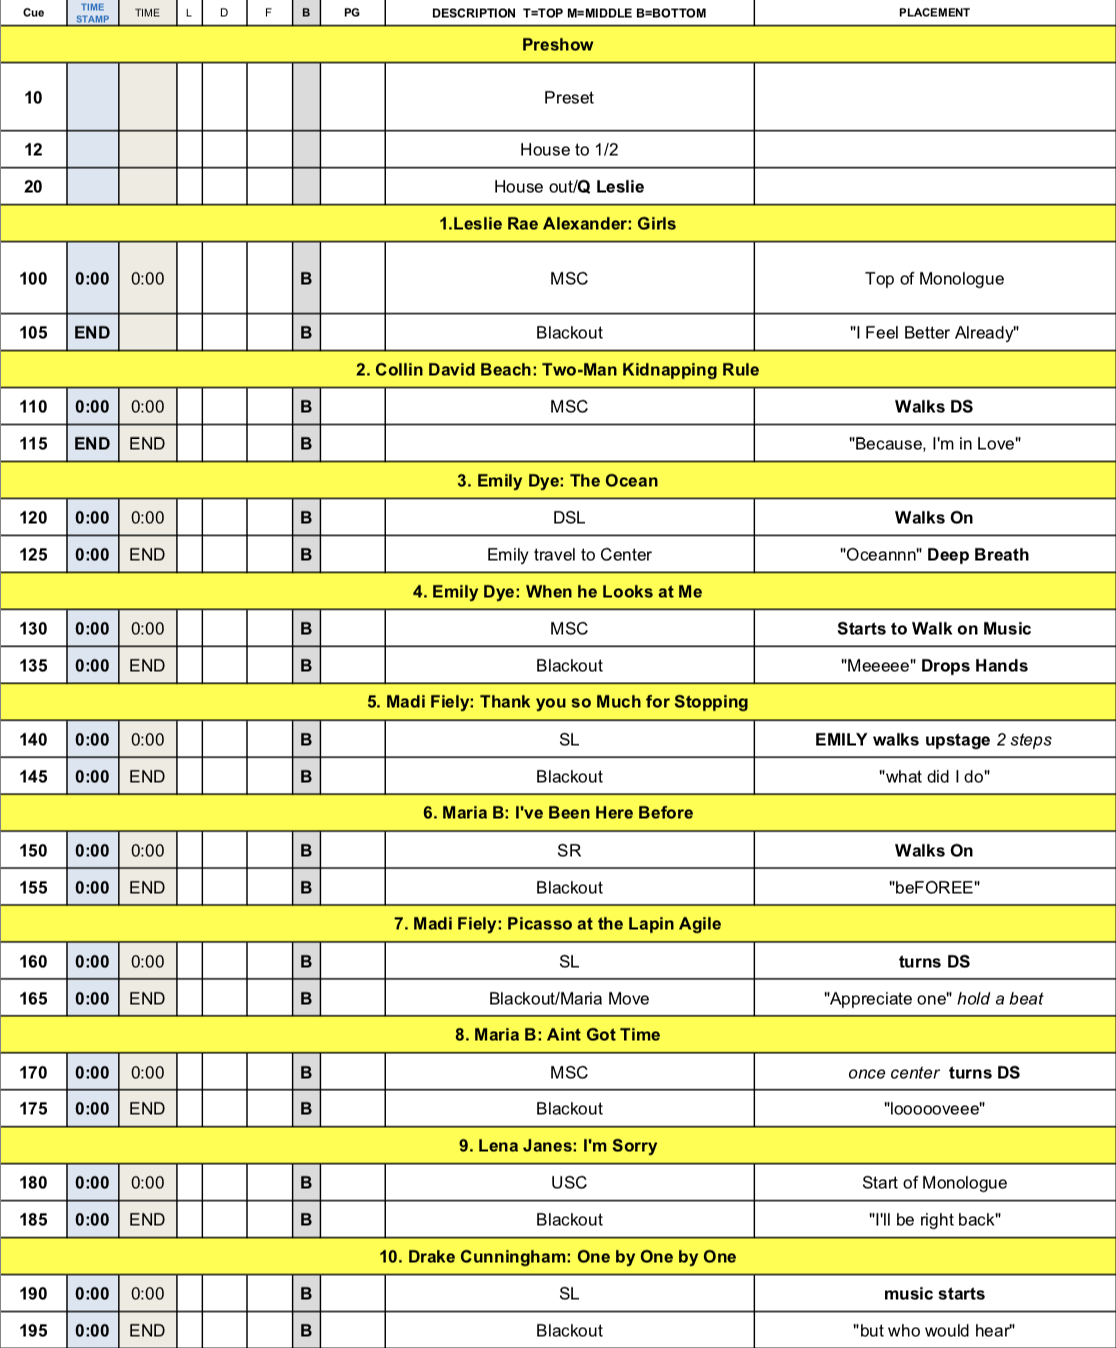 Cue TIME STAMP TIME L D F B PG DESCRIPTION T=TOP M=MIDDLE B=BOTTOM PLACEMENT
Preshow
10 Preset
12 House to 1/2
20 House out/Q Leslie
1.Leslie Rae Alexander: Girls
100 0:00 0:00 B MSC Top of Monologue
105 END B Blackout "I Feel Better Already"
2. Collin David Beach: Two-Man Kidnapping Rule
110 0:00 0:00 B MSC Walks DS
115 END END B "Because, I'm in Love"
3. Emily Dye: The Ocean
120 0:00 0:00 B DSL Walks On
125 0:00 END B Emily travel to Center "Oceannn" Deep Breath
4. Emily Dye: When he Looks at Me
130 0:00 0:00 B MSC Starts to Walk on Music
135 0:00 END B Blackout "Meeeee" Drops Hands
5. Madi Fiely: Thank you so Much for Stopping
140 0:00 0:00 B SL EMILY walks upstage 2 steps
145 0:00 END B Blackout "what did I do"
6. Maria B: I've Been Here Before
150 0:00 0:00 B SR Walks On
155 0:00 END B Blackout "beFOREE"
7. Madi Fiely: Picasso at the Lapin Agile
160 0:00 0:00 B SL turns DS
165 0:00 END B Blackout/Maria Move "Appreciate one" hold a beat
8. Maria B: Aint Got Time
170 0:00 0:00 B MSC once center turns DS
175 0:00 END B Blackout "loooooveee"
9. Lena Janes: I'm Sorry
180 0:00 0:00 B USC Start of Monologue
185 0:00 END B Blackout "I'll be right back"
10. Drake Cunningham: One by One by One
190 0:00 0:00 B SL music starts
195 0:00 END B Blackout "but who would hear"